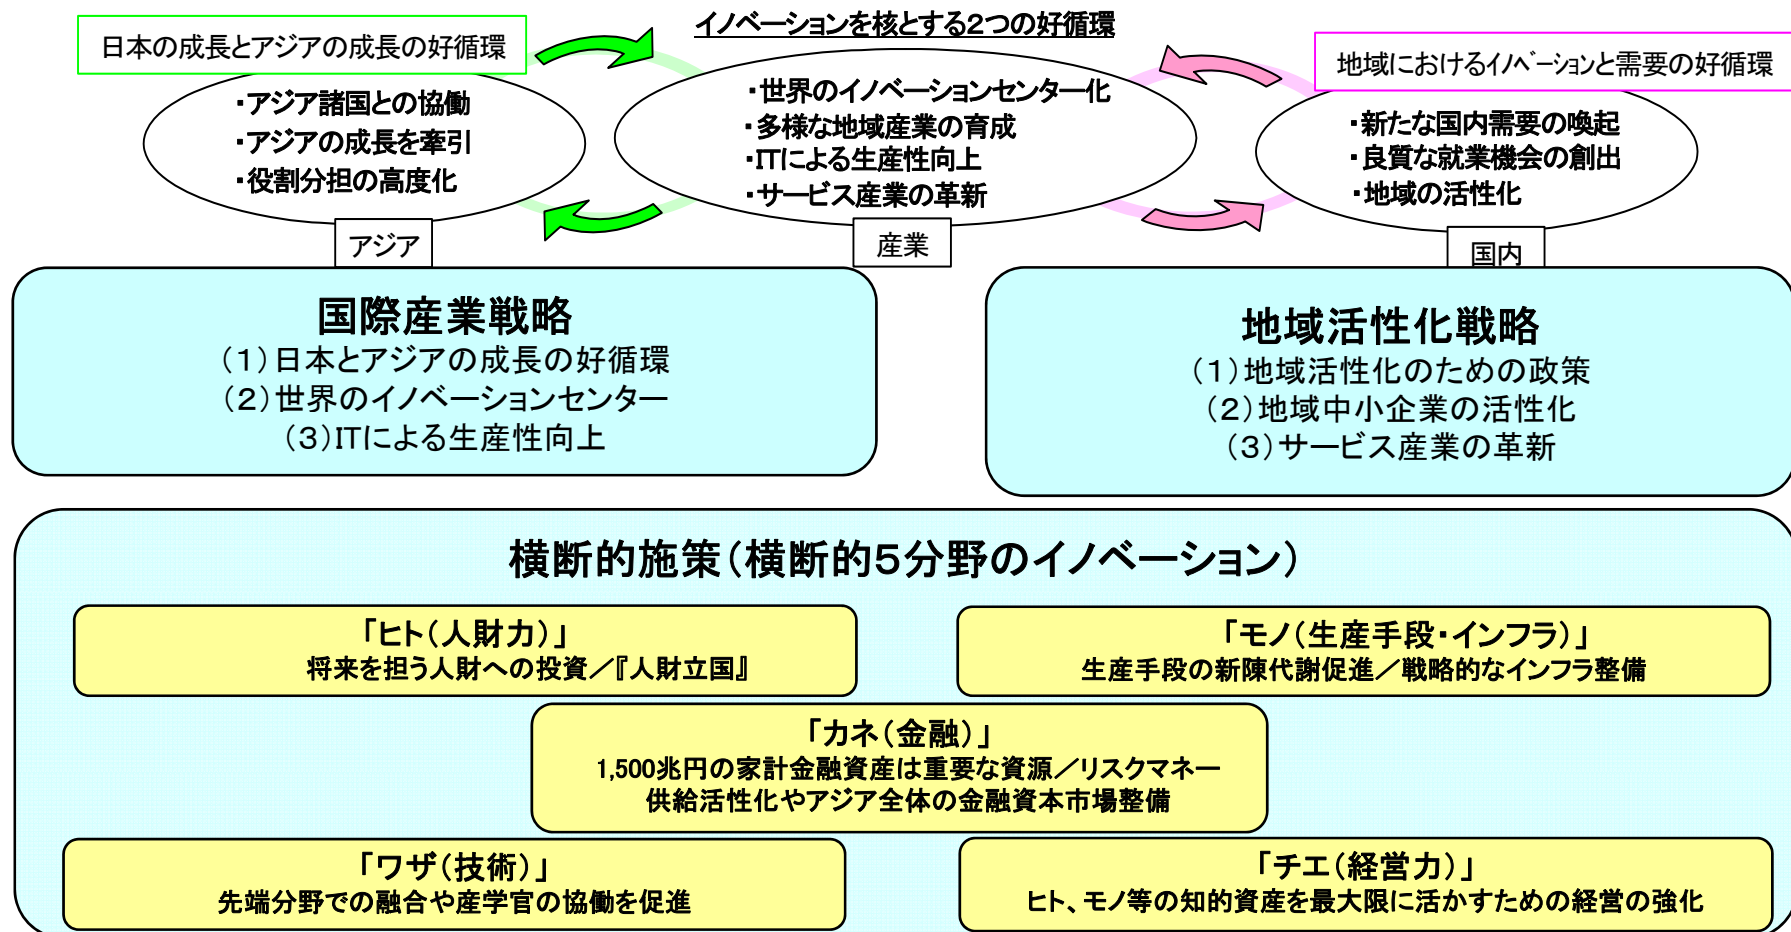 イノベーションを核とする2つの好循環
日本の成長とアジアの成長の好循環
・アジア諸国との協働
・アジアの成長を牽引
・役割分担の高度化
アジア
・世界のイノベーションセンター化
・多様な地域産業の育成
・ITによる生産性向上
・サービス産業の革新
産業
地域におけるイノベーションと需要の好循環
・新たな国内需要の喚起
・良質な就業機会の創出
・地域の活性化
国内
国際産業戦略
(1)日本とアジアの成長の好循環
(2)世界のイノベーションセンター
(3)ITによる生産性向上
地域活性化戦略
(1)地域活性化のための政策
(2)地域中小企業の活性化
(3)サービス産業の革新
横断的施策(横断的5分野のイノベーション)
「ヒト(人財力)」
将来を担う人財への投資/『人財立国』
「モノ(生産手段・インフラ)」
生産手段の新陳代謝促進/戦略的なインフラ整備
「カネ(金融)」
1,500兆円の家計金融資産は重要な資源/リスクマネー
供給活性化やアジア全体の金融資本市場整備
「ワザ(技術)」
先端分野での融合や産学官の協働を促進
「チエ(経営力)」
ヒト、モノ等の知的資産を最大限に活かすための経営の強化